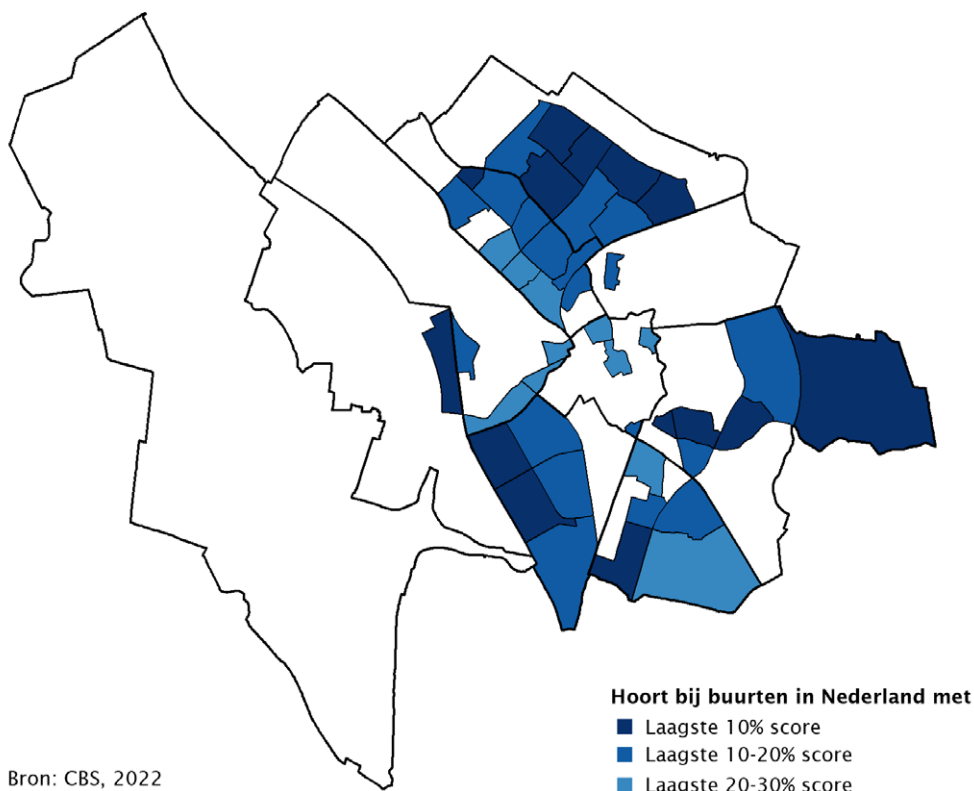 Hoort bij buurten in Nederland met
Laagste 10% score
Laagste 10-20% score
Laagste 20-30% score
Bron: CBS, 2022